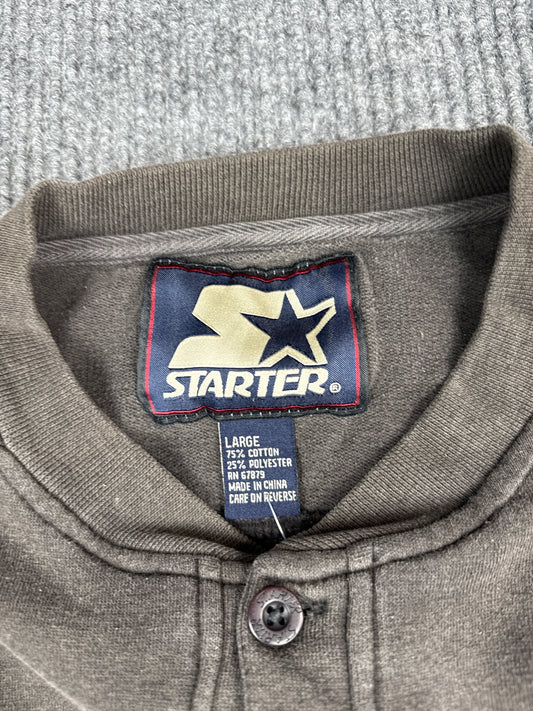 STARTER®
LARGE
75% COTTON
25% POLYESTER
RN 67879
MADE IN CHINA
CARE ON REVERSE